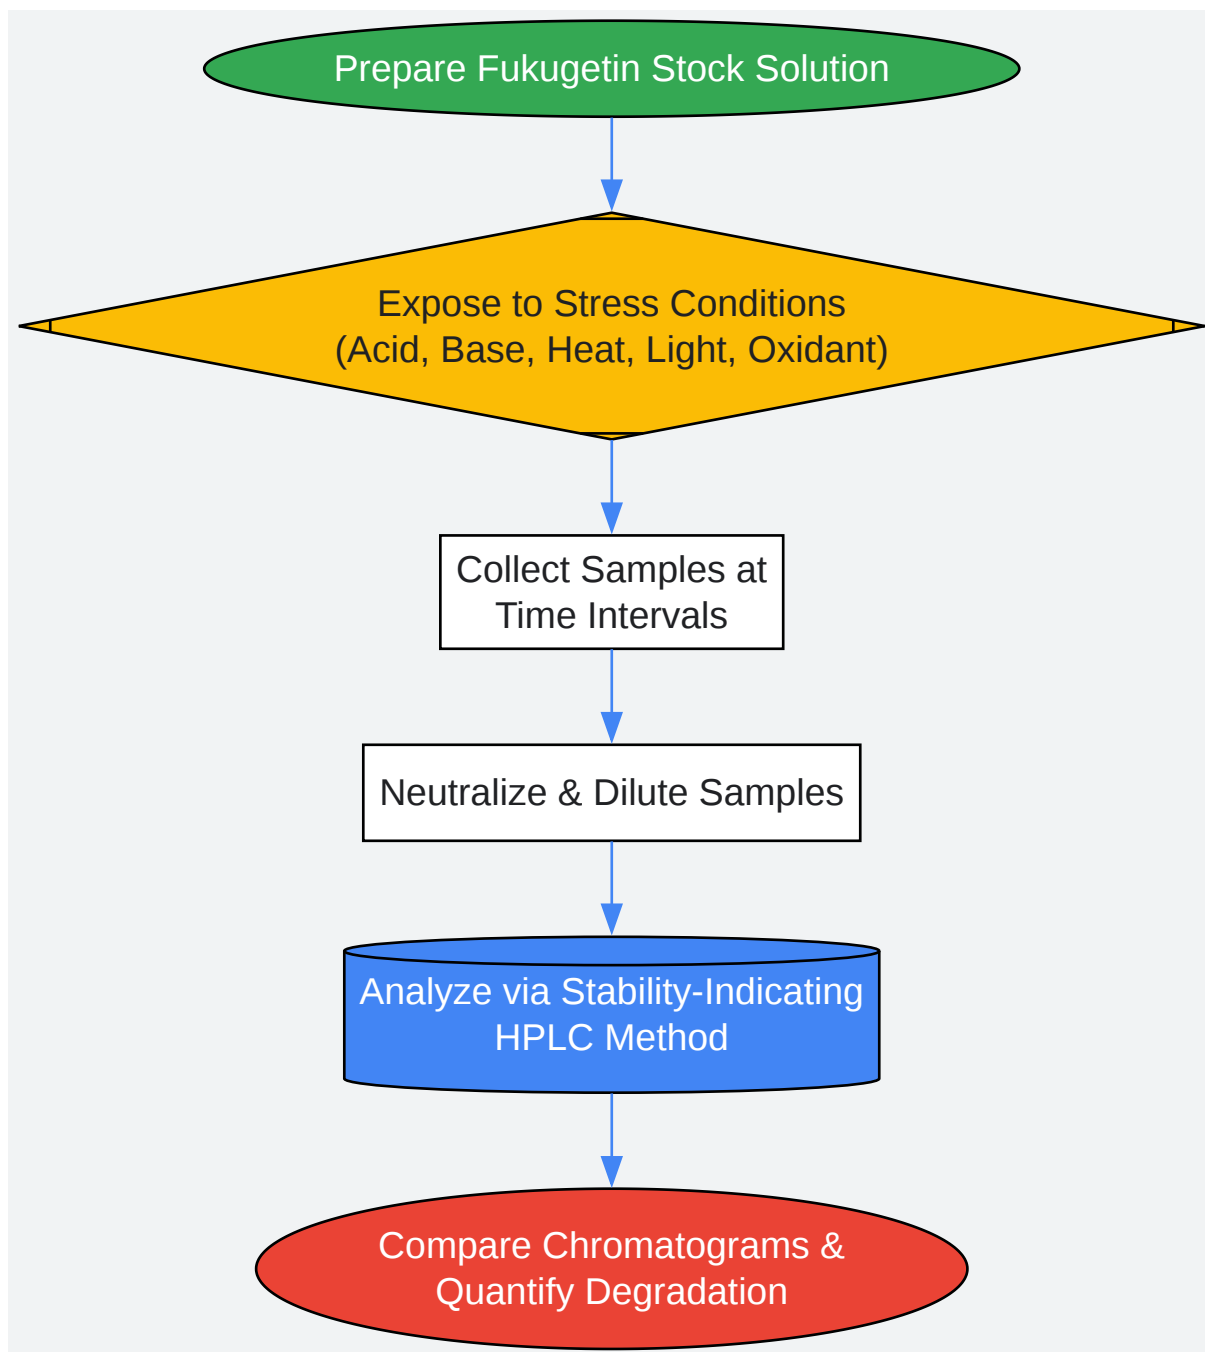 Prepare Fukugetin Stock Solution
Expose to Stress Conditions
(Acid, Base, Heat, Light, Oxidant)
Collect Samples at
Time Intervals
Neutralize & Dilute Samples
Analyze via Stability-Indicating
HPLC Method
Compare Chromatograms &
Quantify Degradation